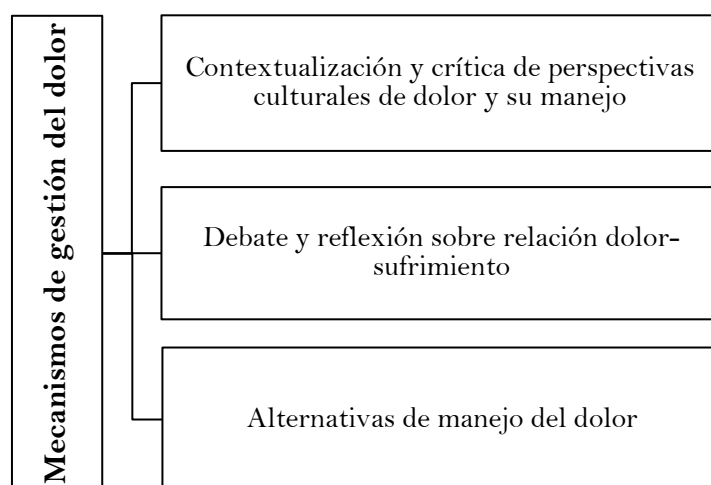 Mecanismos de gestión del dolor
Contextualización y crítica de perspectivas
culturales de dolor y su manejo
Debate y reflexión sobre relación dolor-
sufrimiento
Alternativas de manejo del dolor